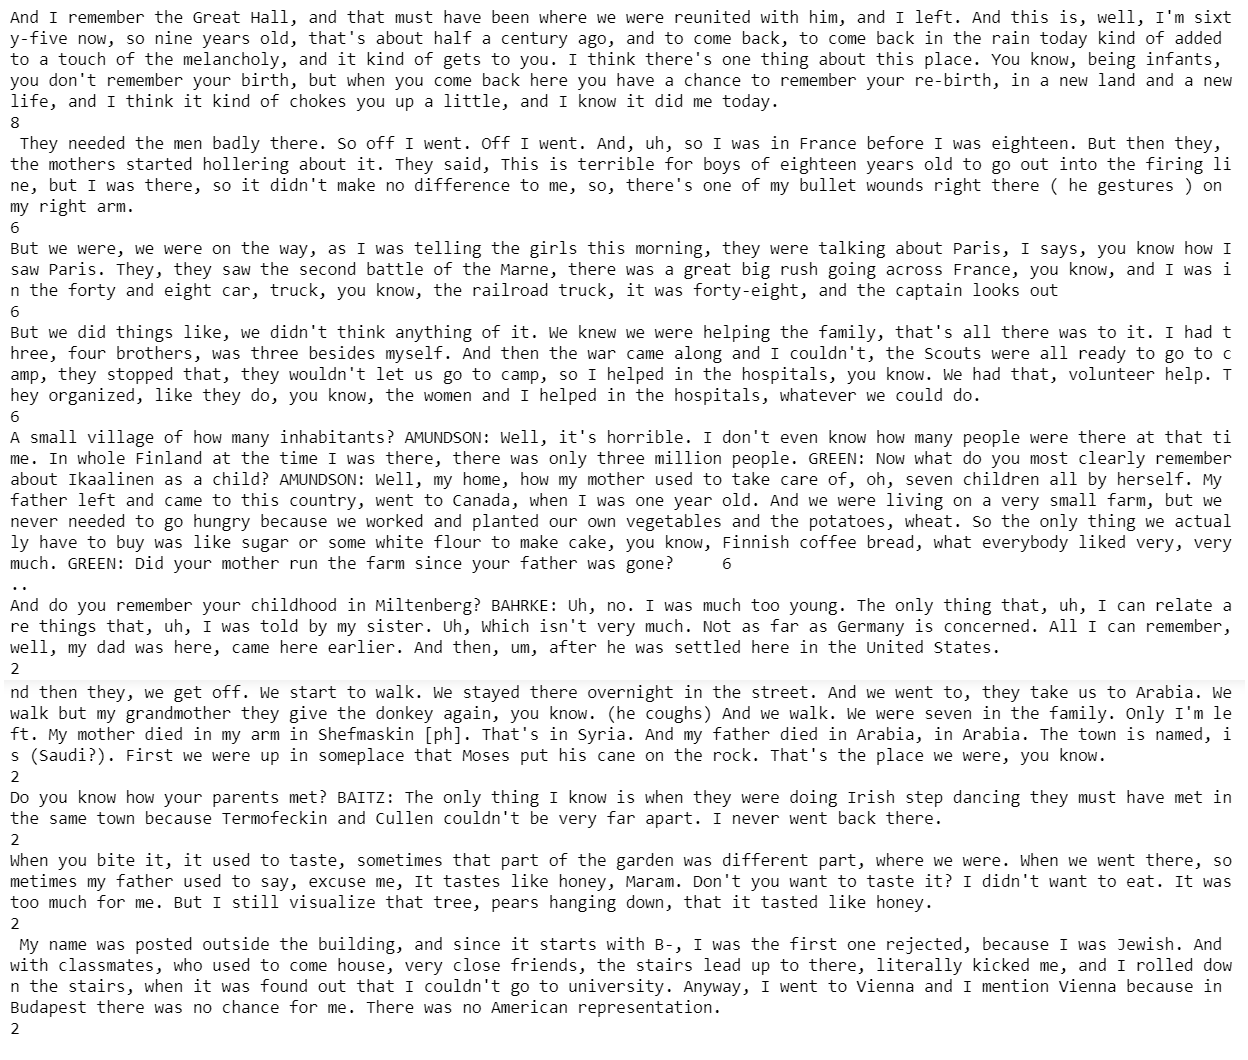 And I remember the Great Hall, and that must have been where we were reunited with him, and I left. And this is, well, I'm sixt
y-five now, so nine years old, that's about half a century ago, and to come back, to come back in the rain today kind of added
to a touch of the melancholy, and it kind of gets to you. I think there's one thing about this place. You know, being infants,
you don't remember your birth, but when you come back here you have a chance to remember your re-birth, in a new land and a new
life, and I think it kind of chokes you up a little, and I know it did me today.
8
They needed the men badly there. So off I went. Off I went. And, uh, so I was in France before I was eighteen. But then they,
the mothers started hollering about it. They said, This is terrible for boys of eighteen years old to go out into the firing li
ne, but I was there, so it didn't make no difference to me, so, there's one of my bullet wounds right there ( he gestures ) on
my right arm.
6
But we were, we were on the way, as I was telling the girls this morning, they were talking about Paris, I says, you know how I
saw Paris. They, they saw the second battle of the Marne, there was a great big rush going across France, you know, and I was i
n the forty and eight car, truck, you know, the railroad truck, it was forty-eight, and the captain looks out
6
But we did things like, we didn't think anything of it. We knew we were helping the family, that's all there was to it. I had t
hree, four brothers, was three besides myself. And then the war came along and I couldn't, the Scouts were all ready to go to c
amp, they stopped that, they wouldn't let us go to camp, so I helped in the hospitals, you know. We had that, volunteer help. T
hey organized, like they do, you know, the women and I helped in the hospitals, whatever we could do.
6
A small village of how many inhabitants? AMUNDSON: Well, it's horrible. I don't even know how many people were there at that ti
me. In whole Finland at the time I was there, there was only three million people. GREEN: Now what do you most clearly remember
about Ikaalinen as a child? AMUNDSON: Well, my home, how my mother used to take care of, oh, seven children all by herself. My
father left and came to this country, went to Canada, when I was one year old. And we were living on a very small farm, but we
never needed to go hungry because we worked and planted our own vegetables and the potatoes, wheat. So the only thing we actual
ly have to buy was like sugar or some white flour to make cake, you know, Finnish coffee bread, what everybody liked very, very
much. GREEN: Did your mother run the farm since your father was gone? 6
..
And do you remember your childhood in Miltenberg? BAHRKE: Uh, no. I was much too young. The only thing that, uh, I can relate a
re things that, uh, I was told by my sister. Uh, Which isn't very much. Not as far as Germany is concerned. All I can remember,
well, my dad was here, came here earlier. And then, um, after he was settled here in the United States.
2
nd then they, we get off. We start to walk. We stayed there overnight in the street. And we went to, they take us to Arabia. We
walk but my grandmother they give the donkey again, you know. (he coughs) And we walk. We were seven in the family. Only I'm le
ft. My mother died in my arm in Shefmaskin [ph]. That's in Syria. And my father died in Arabia, in Arabia. The town is named, i
s (Saudi?). First we were up in someplace that Moses put his cane on the rock. That's the place we were, you know.
2
Do you know how your parents met? BAITZ: The only thing I know is when they were doing Irish step dancing they must have met in
the same town because Termofeckin and Cullen couldn't be very far apart. I never went back there.
2
When you bite it, it used to taste, sometimes that part of the garden was different part, where we were. When we went there, so
metimes my father used to say, excuse me, It tastes like honey, Maram. Don't you want to taste it? I didn't want to eat. It was
too much for me. But I still visualize that tree, pears hanging down, that it tasted like honey.
2
My name was posted outside the building, and since it starts with B-, I was the first one rejected, because I was Jewish. And
with classmates, who used to come house, very close friends, the stairs lead up to there, literally kicked me, and I rolled dow
n the stairs, when it was found out that I couldn't go to university. Anyway, I went to Vienna and I mention Vienna because in
Budapest there was no chance for me. There was no American representation.
2